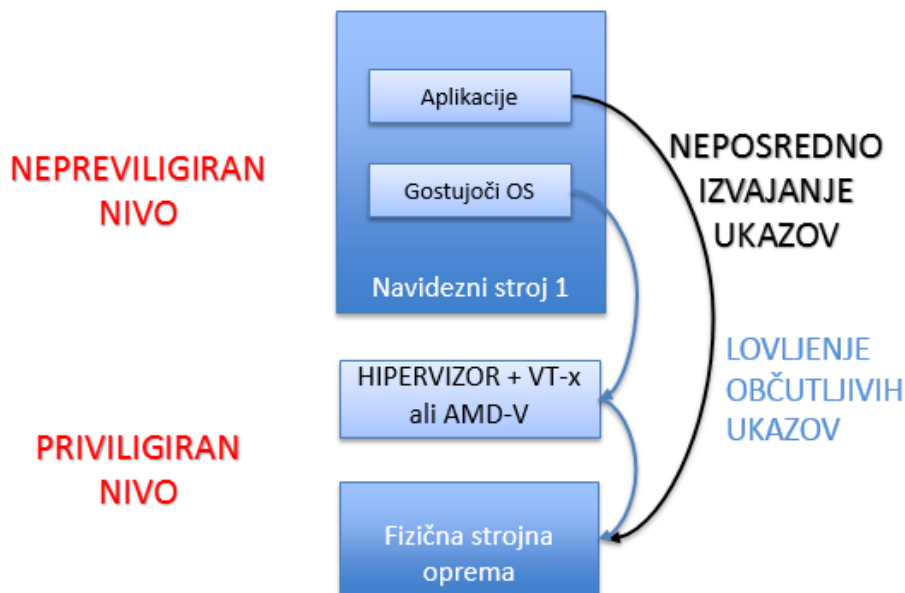 Aplikacije
Gostujoči OS
Navidezni stroj 1
NEPREVILIGIRAN
NIVO
NEPOSREDNO
IZVAJANJE
UKAZOV
HIPERVIZOR + VT-x
ali AMD-V
LOVLJENJE
OBČUTLJIVIH
UKAZOV
PRIVILIGIRAN
NIVO
Fizična strojna
oprema